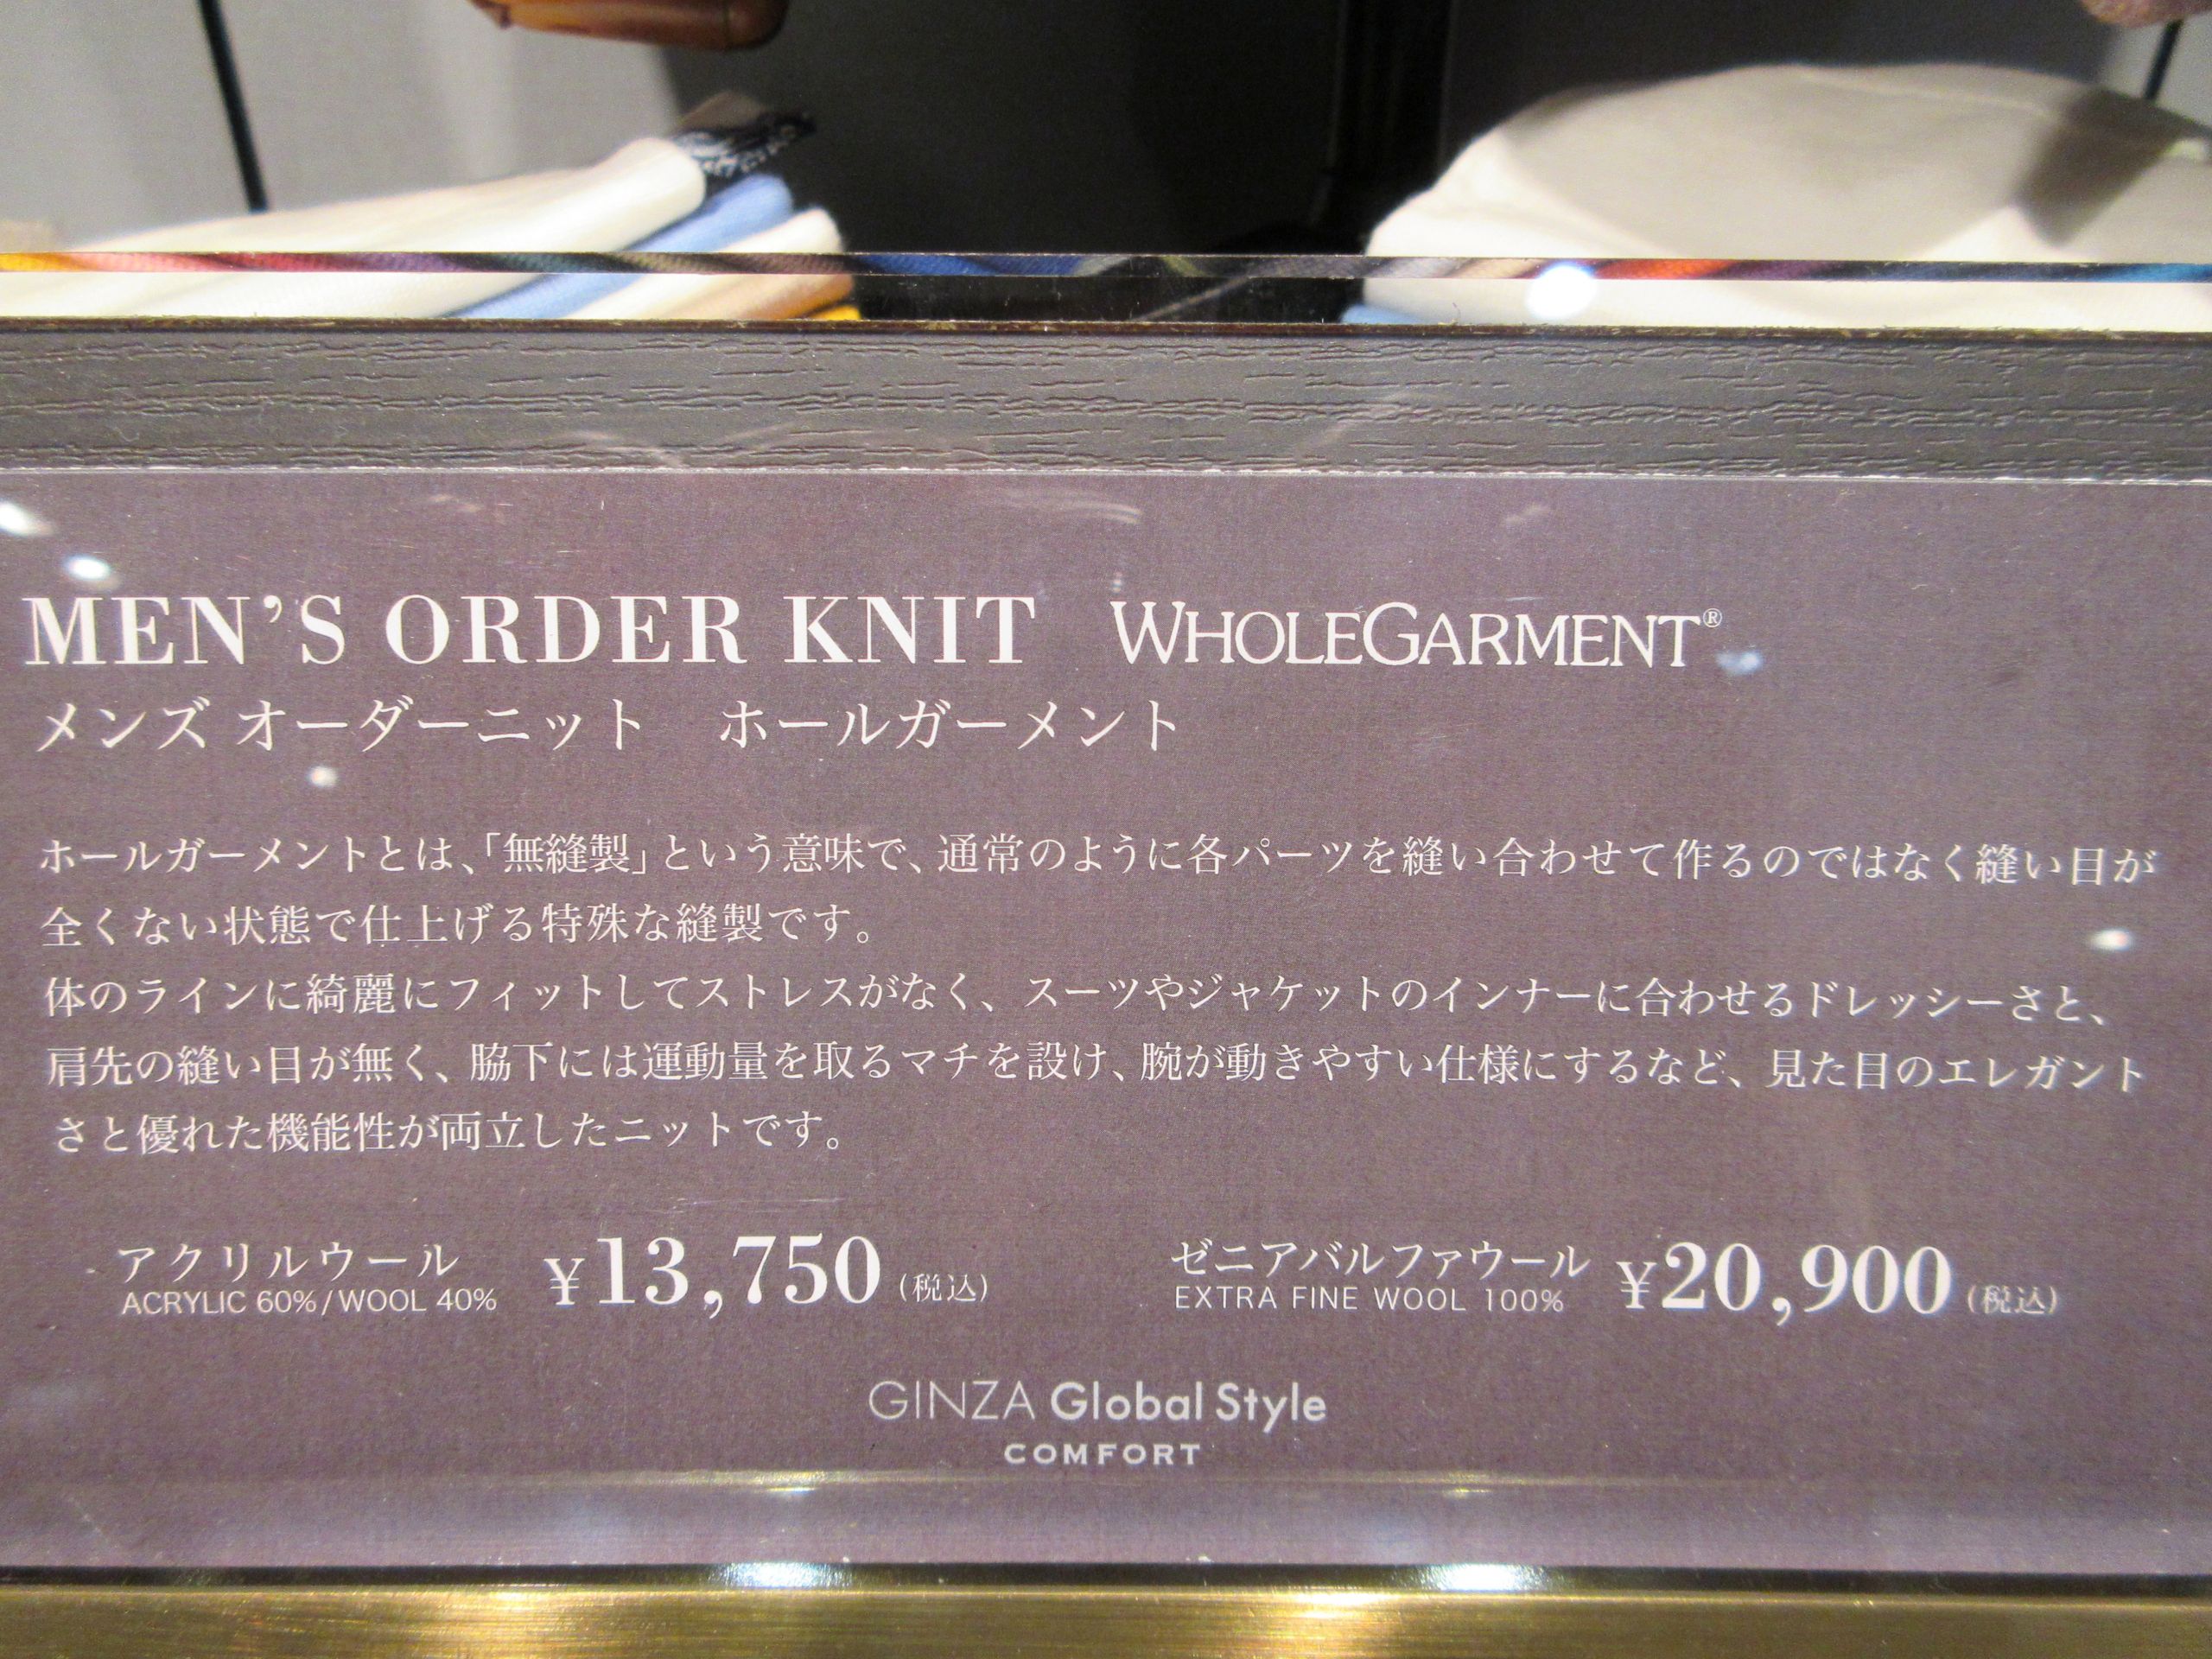 MEN'S ORDER KNIT WHOLEGARMENT®
メンズ オーダーニット ホールガーメント
ホールガーメントとは、「無縫製」という意味で、通常のように各パーツを縫い合わせて作るのではなく縫い目が
全くない状態で仕上げる特殊な縫製です。
体のラインに綺麗にフィットしてストレスがなく、スーツやジャケットのインナーに合わせるドレッシーさと、
肩先の縫い目が無く、脇下には運動量を取るマチを設け、腕が動きやすい仕様にするなど、見た目のエレガント
さと優れた機能性が両立したニットです。
アクリルウール ¥13,750 (税込)
ACRYLIC 60%/WOOL 40%
ゼニアバルファウール ¥20,900 (税込)
EXTRA FINE WOOL 100%
GINZA Global Style
COMFORT